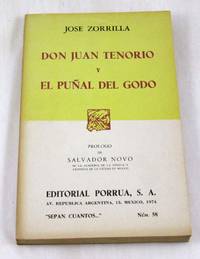 JOSE ZORRILLA
DON JUAN TENORIO
Y
EL PUÑAL DEL GODO
PROLOGO
DE
SALVADOR NOVO
EDITORIAL PORRUA, S. A.
AV. REPUBLICA ARGENTINA, 15, MEXICO, 1974
"SEPAN CUANTOS..." Núm. 58